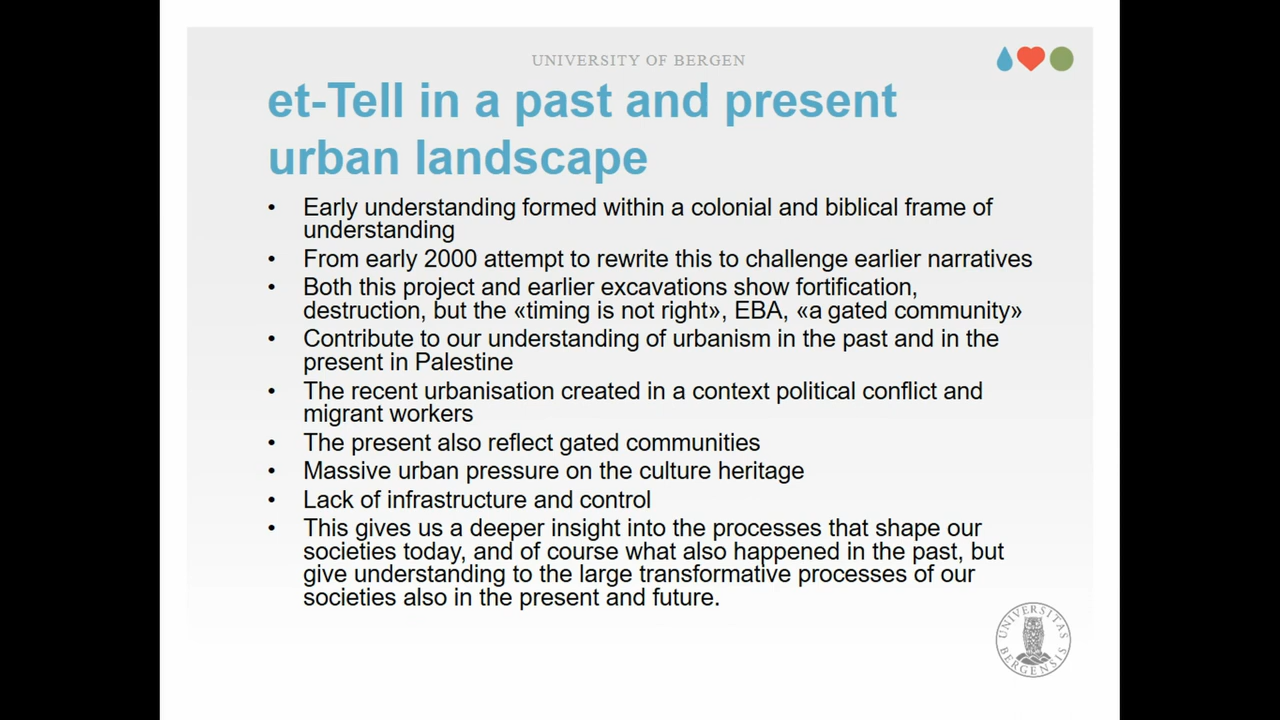 UNIVERSITY OF BERGEN
et-Tell in a past and present
urban landscape
• Early understanding formed within a colonial and biblical frame of
understanding
• From early 2000 attempt to rewrite this to challenge earlier narratives
• Both this project and earlier excavations show fortification,
destruction, but the «timing is not right», EBA, «a gated community»
• Contribute to our understanding of urbanism in the past and in the
present in Palestine
• The recent urbanisation created in a context political conflict and
migrant workers
• The present also reflect gated communities
• Massive urban pressure on the culture heritage
• Lack of infrastructure and control
• This gives us a deeper insight into the processes that shape our
societies today, and of course what also happened in the past, but
give understanding to the large transformative processes of our
societies also in the present and future.
UNIVERSITAS
BERGENSIS